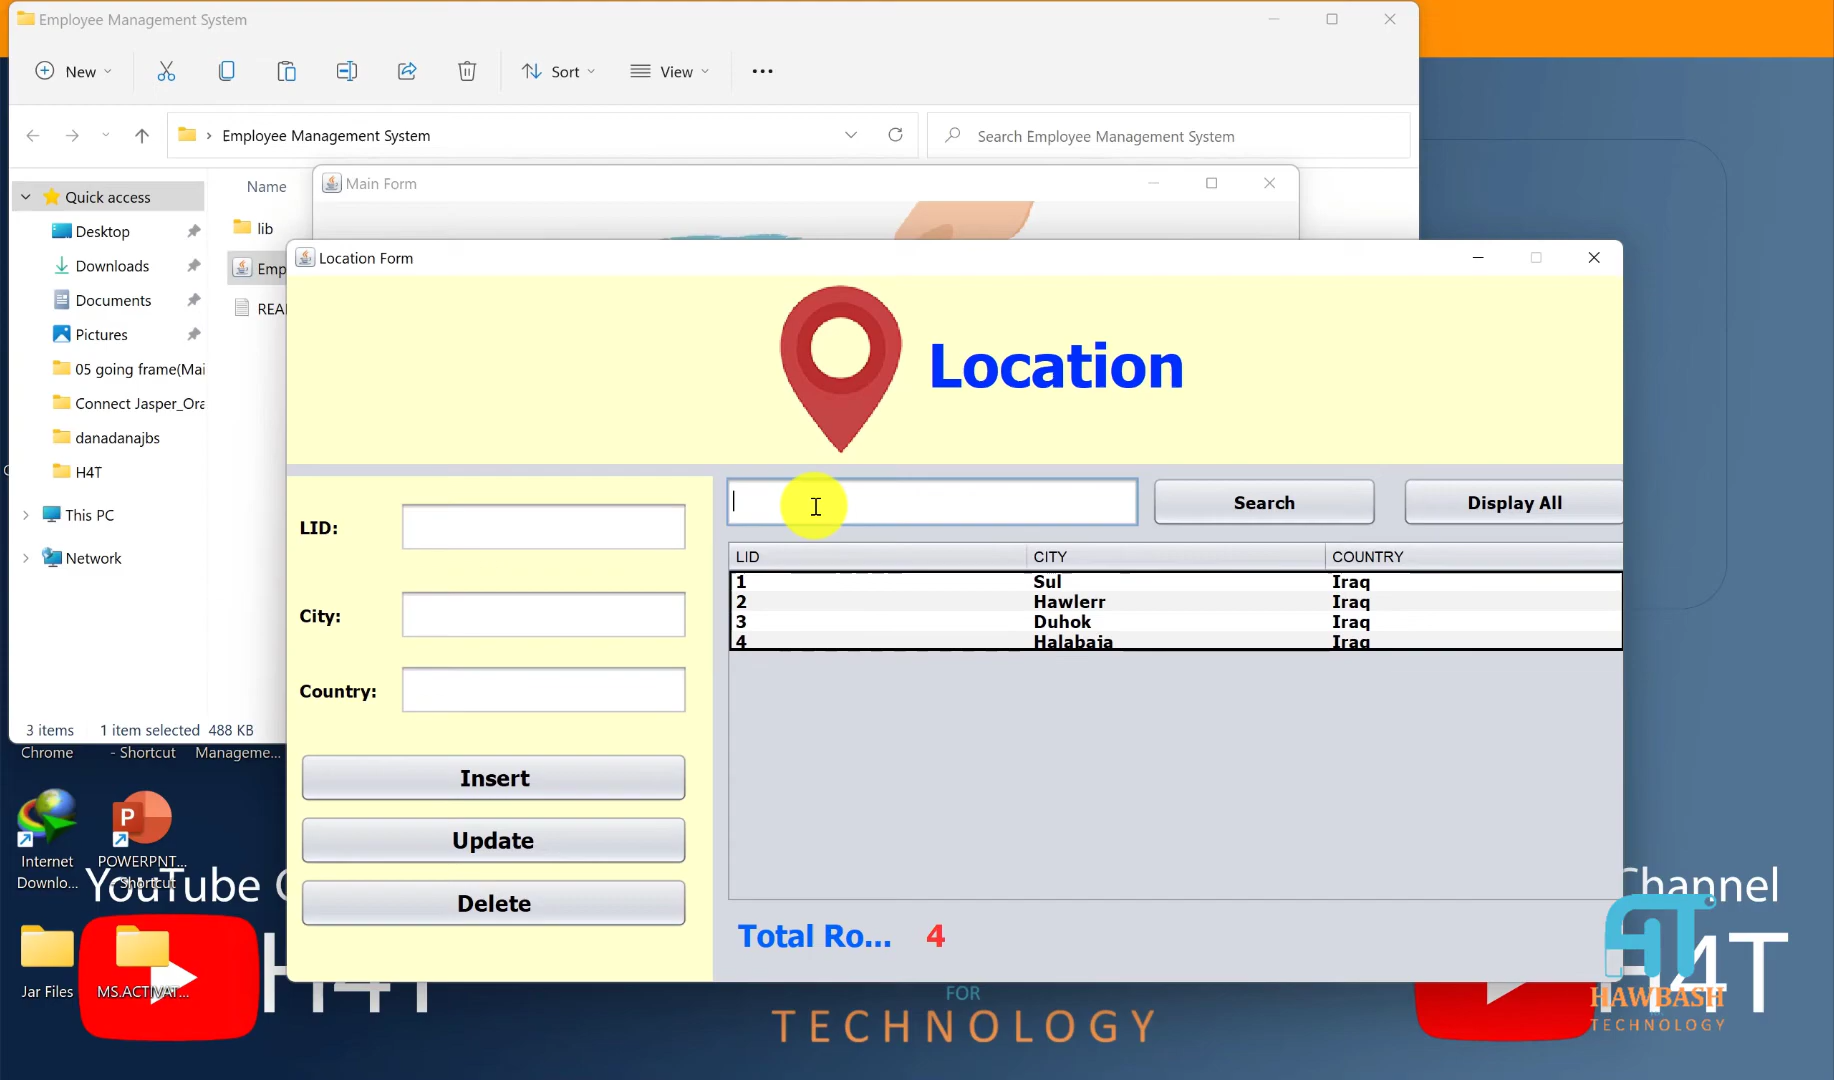 Employee Management System
New
Sort
View
Employee Management System
Search Employee Management System
Quick access
Desktop
Downloads
Documents
Pictures
05 going frame(Mai
Connect Jasper_Ora
danadanajbs
H4T
This PC
Network
Name
lib
Emp
REAI
3 items 1 item selected 488 KB
Main Form
Location Form
Location
LID:
City:
Country:
Insert
Update
Delete
Search
Display All
LID CITY COUNTRY
1 Sul Iraq
2 Hawlerr Iraq
3 Duhok Iraq
4 Halabaja Iraq
Total Ro... 4
Chrome
- Shortcut
Manageme...
Internet
Downlo...
POWERPNT...
- Shortcut
Jar Files
MS.ACTIVAT...
YouTube C
H4T
FOR
TECHNOLOGY
Channel
H4T
HAWBASH
TECHNOLOGY